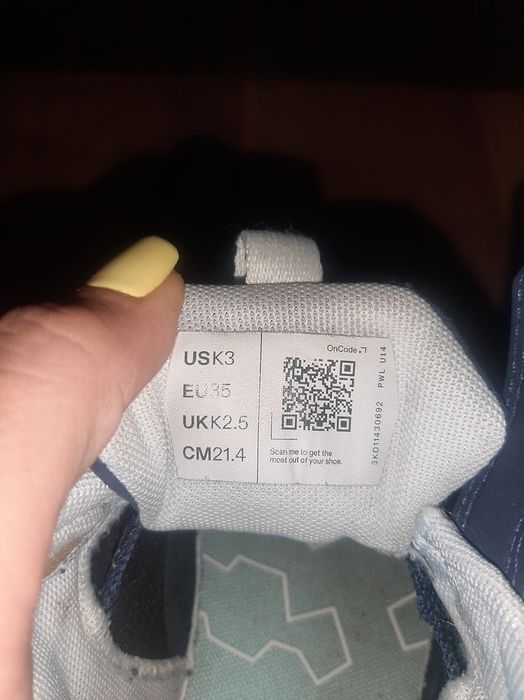 USK3
EU35
UKK2.5
CM21.4
OnCode
Scan me to get the
most out of your shoe.
3KD11430692 PWL U14